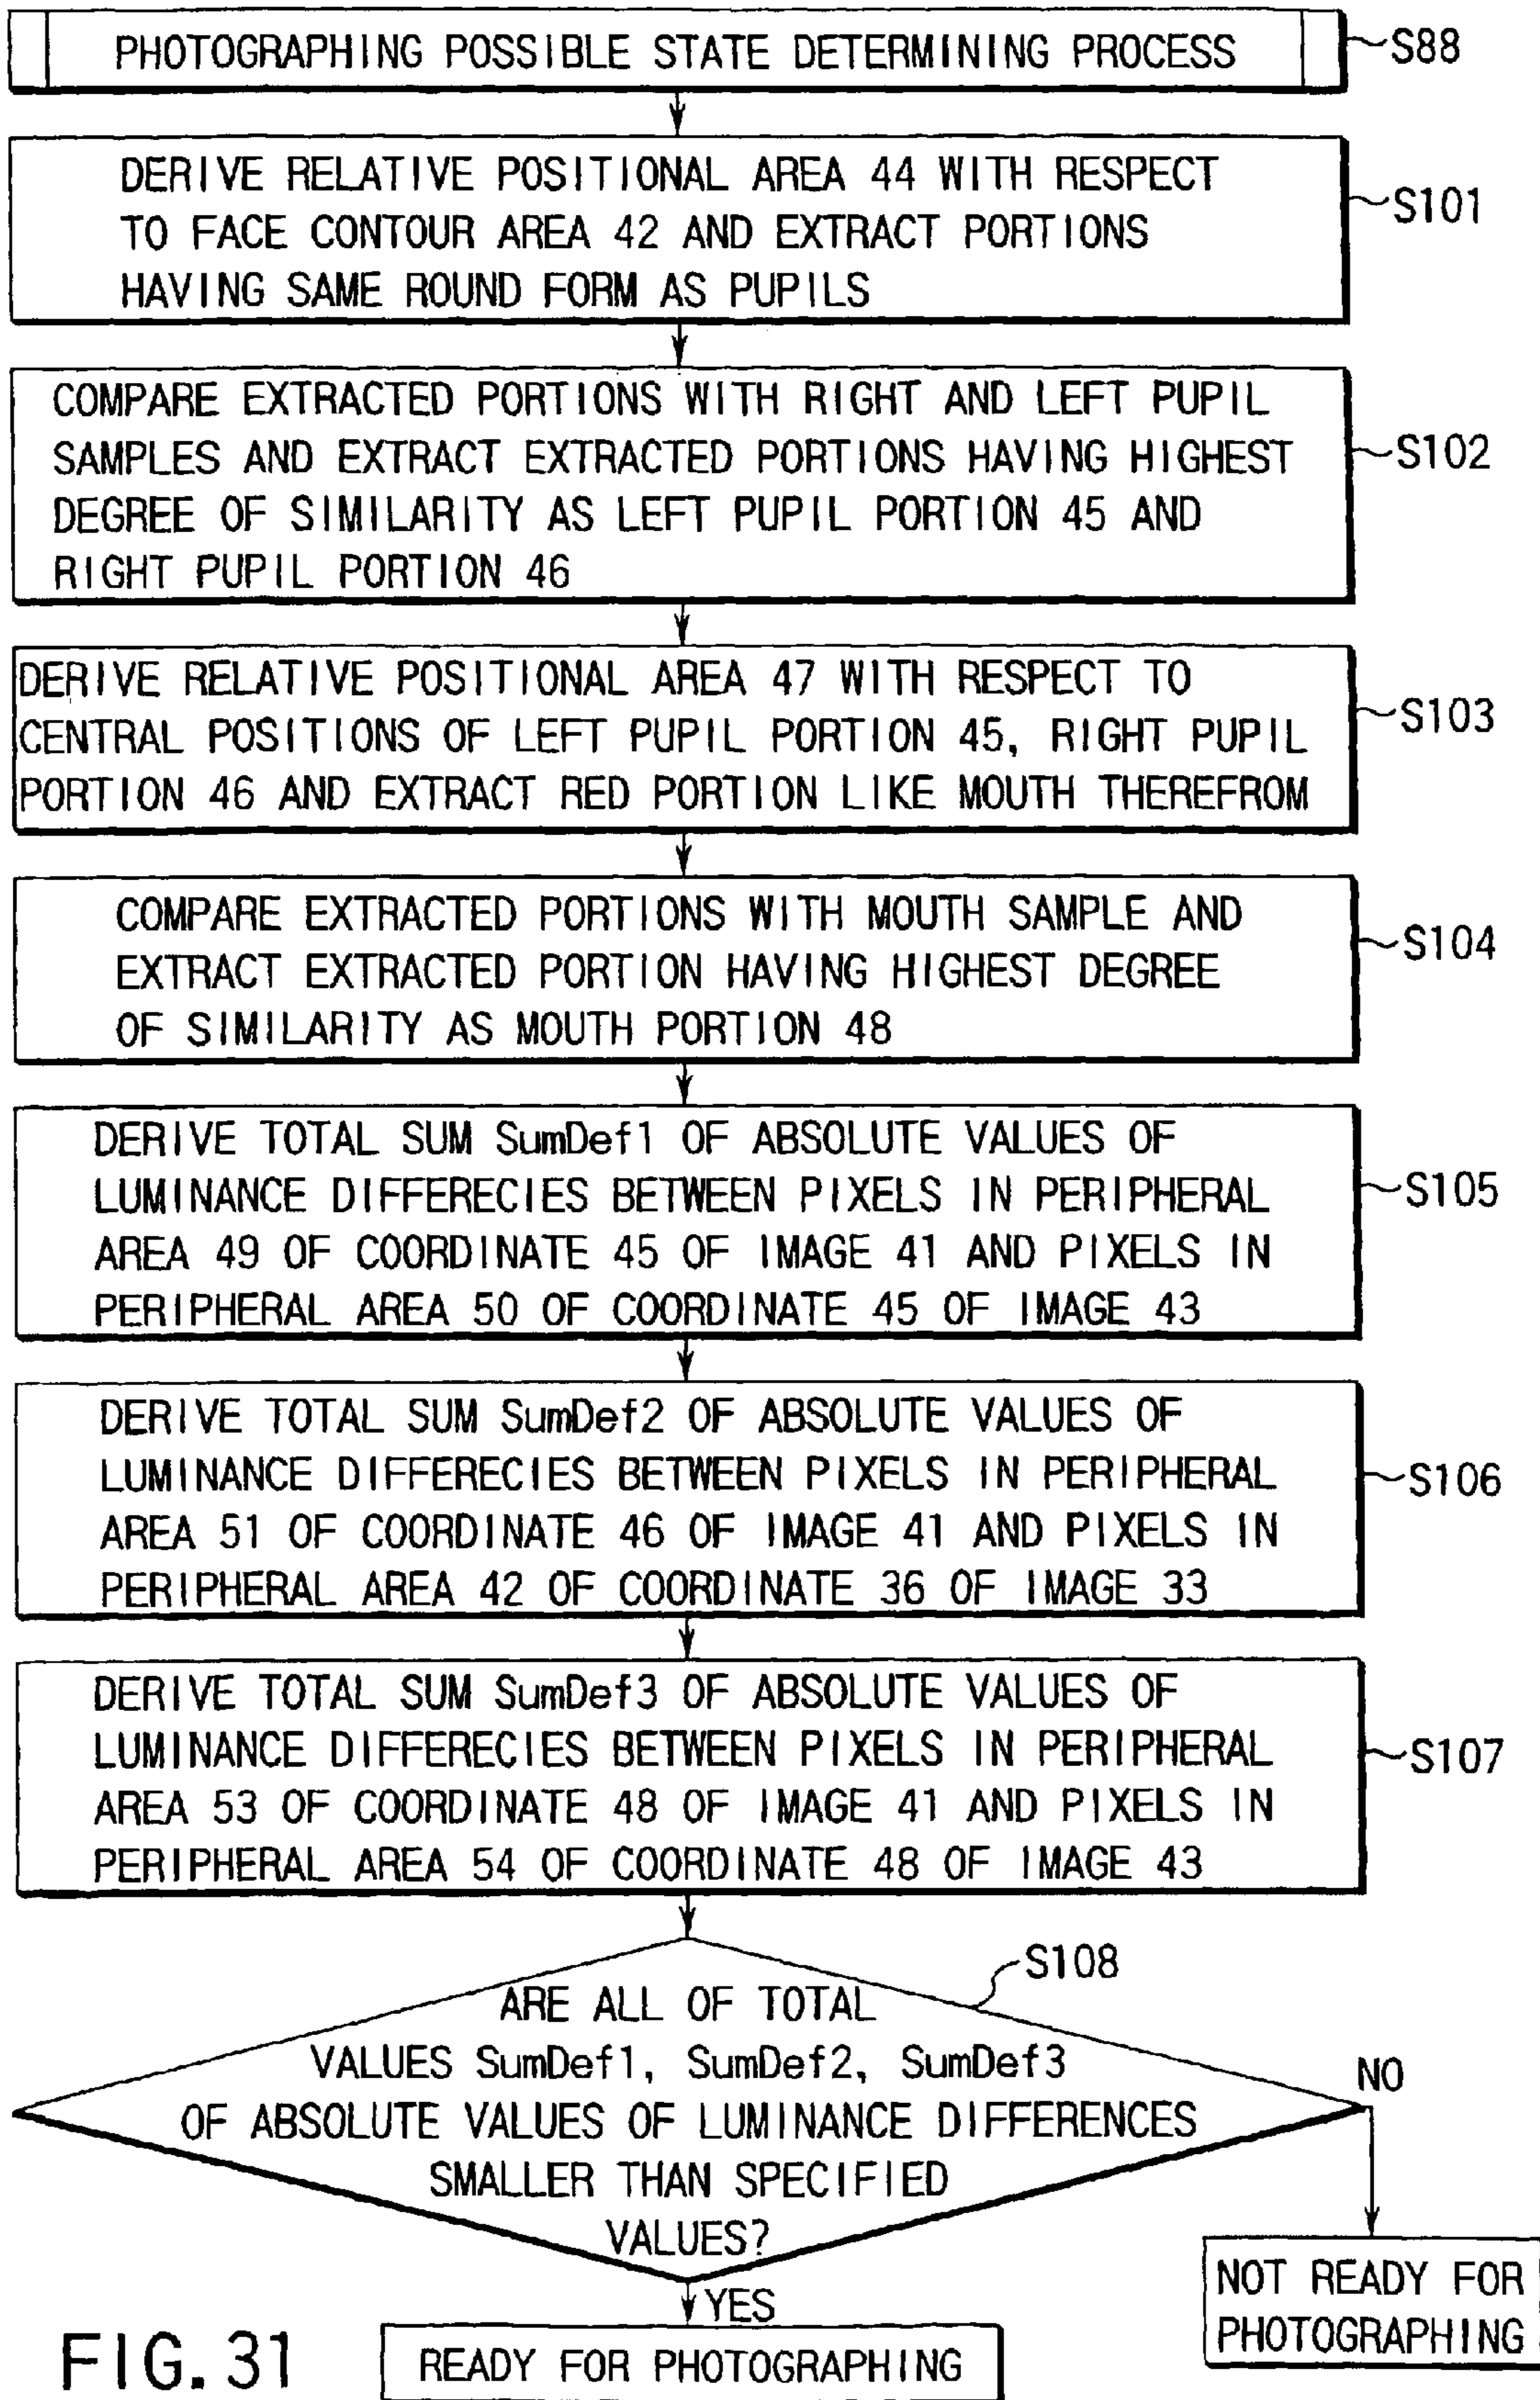 PHOTOGRAPHING POSSIBLE STATE DETERMINING PROCESS
S88
DERIVE RELATIVE POSITIONAL AREA 44 WITH RESPECT
TO FACE CONTOUR AREA 42 AND EXTRACT PORTIONS
HAVING SAME ROUND FORM AS PUPILS
S101
COMPARE EXTRACTED PORTIONS WITH RIGHT AND LEFT PUPIL
SAMPLES AND EXTRACT EXTRACTED PORTIONS HAVING HIGHEST
DEGREE OF SIMILARITY AS LEFT PUPIL PORTION 45 AND
RIGHT PUPIL PORTION 46
S102
DERIVE RELATIVE POSITIONAL AREA 47 WITH RESPECT TO
CENTRAL POSITIONS OF LEFT PUPIL PORTION 45, RIGHT PUPIL
PORTION 46 AND EXTRACT RED PORTION LIKE MOUTH THEREFROM
S103
COMPARE EXTRACTED PORTIONS WITH MOUTH SAMPLE AND
EXTRACT EXTRACTED PORTION HAVING HIGHEST DEGREE
OF SIMILARITY AS MOUTH PORTION 48
S104
DERIVE TOTAL SUM SumDef1 OF ABSOLUTE VALUES OF
LUMINANCE DIFFERECIES BETWEEN PIXELS IN PERIPHERAL
AREA 49 OF COORDINATE 45 OF IMAGE 41 AND PIXELS IN
PERIPHERAL AREA 50 OF COORDINATE 45 OF IMAGE 43
S105
DERIVE TOTAL SUM SumDef2 OF ABSOLUTE VALUES OF
LUMINANCE DIFFERECIES BETWEEN PIXELS IN PERIPHERAL
AREA 51 OF COORDINATE 46 OF IMAGE 41 AND PIXELS IN
PERIPHERAL AREA 42 OF COORDINATE 36 OF IMAGE 33
S106
DERIVE TOTAL SUM SumDef3 OF ABSOLUTE VALUES OF
LUMINANCE DIFFERECIES BETWEEN PIXELS IN PERIPHERAL
AREA 53 OF COORDINATE 48 OF IMAGE 41 AND PIXELS IN
PERIPHERAL AREA 54 OF COORDINATE 48 OF IMAGE 43
S107
S108
ARE ALL OF TOTAL
VALUES SumDef1, SumDef2, SumDef3
OF ABSOLUTE VALUES OF LUMINANCE DIFFERENCES
SMALLER THAN SPECIFIED
VALUES?
NO
NOT READY FOR
PHOTOGRAPHING
YES
READY FOR PHOTOGRAPHING
FIG. 31